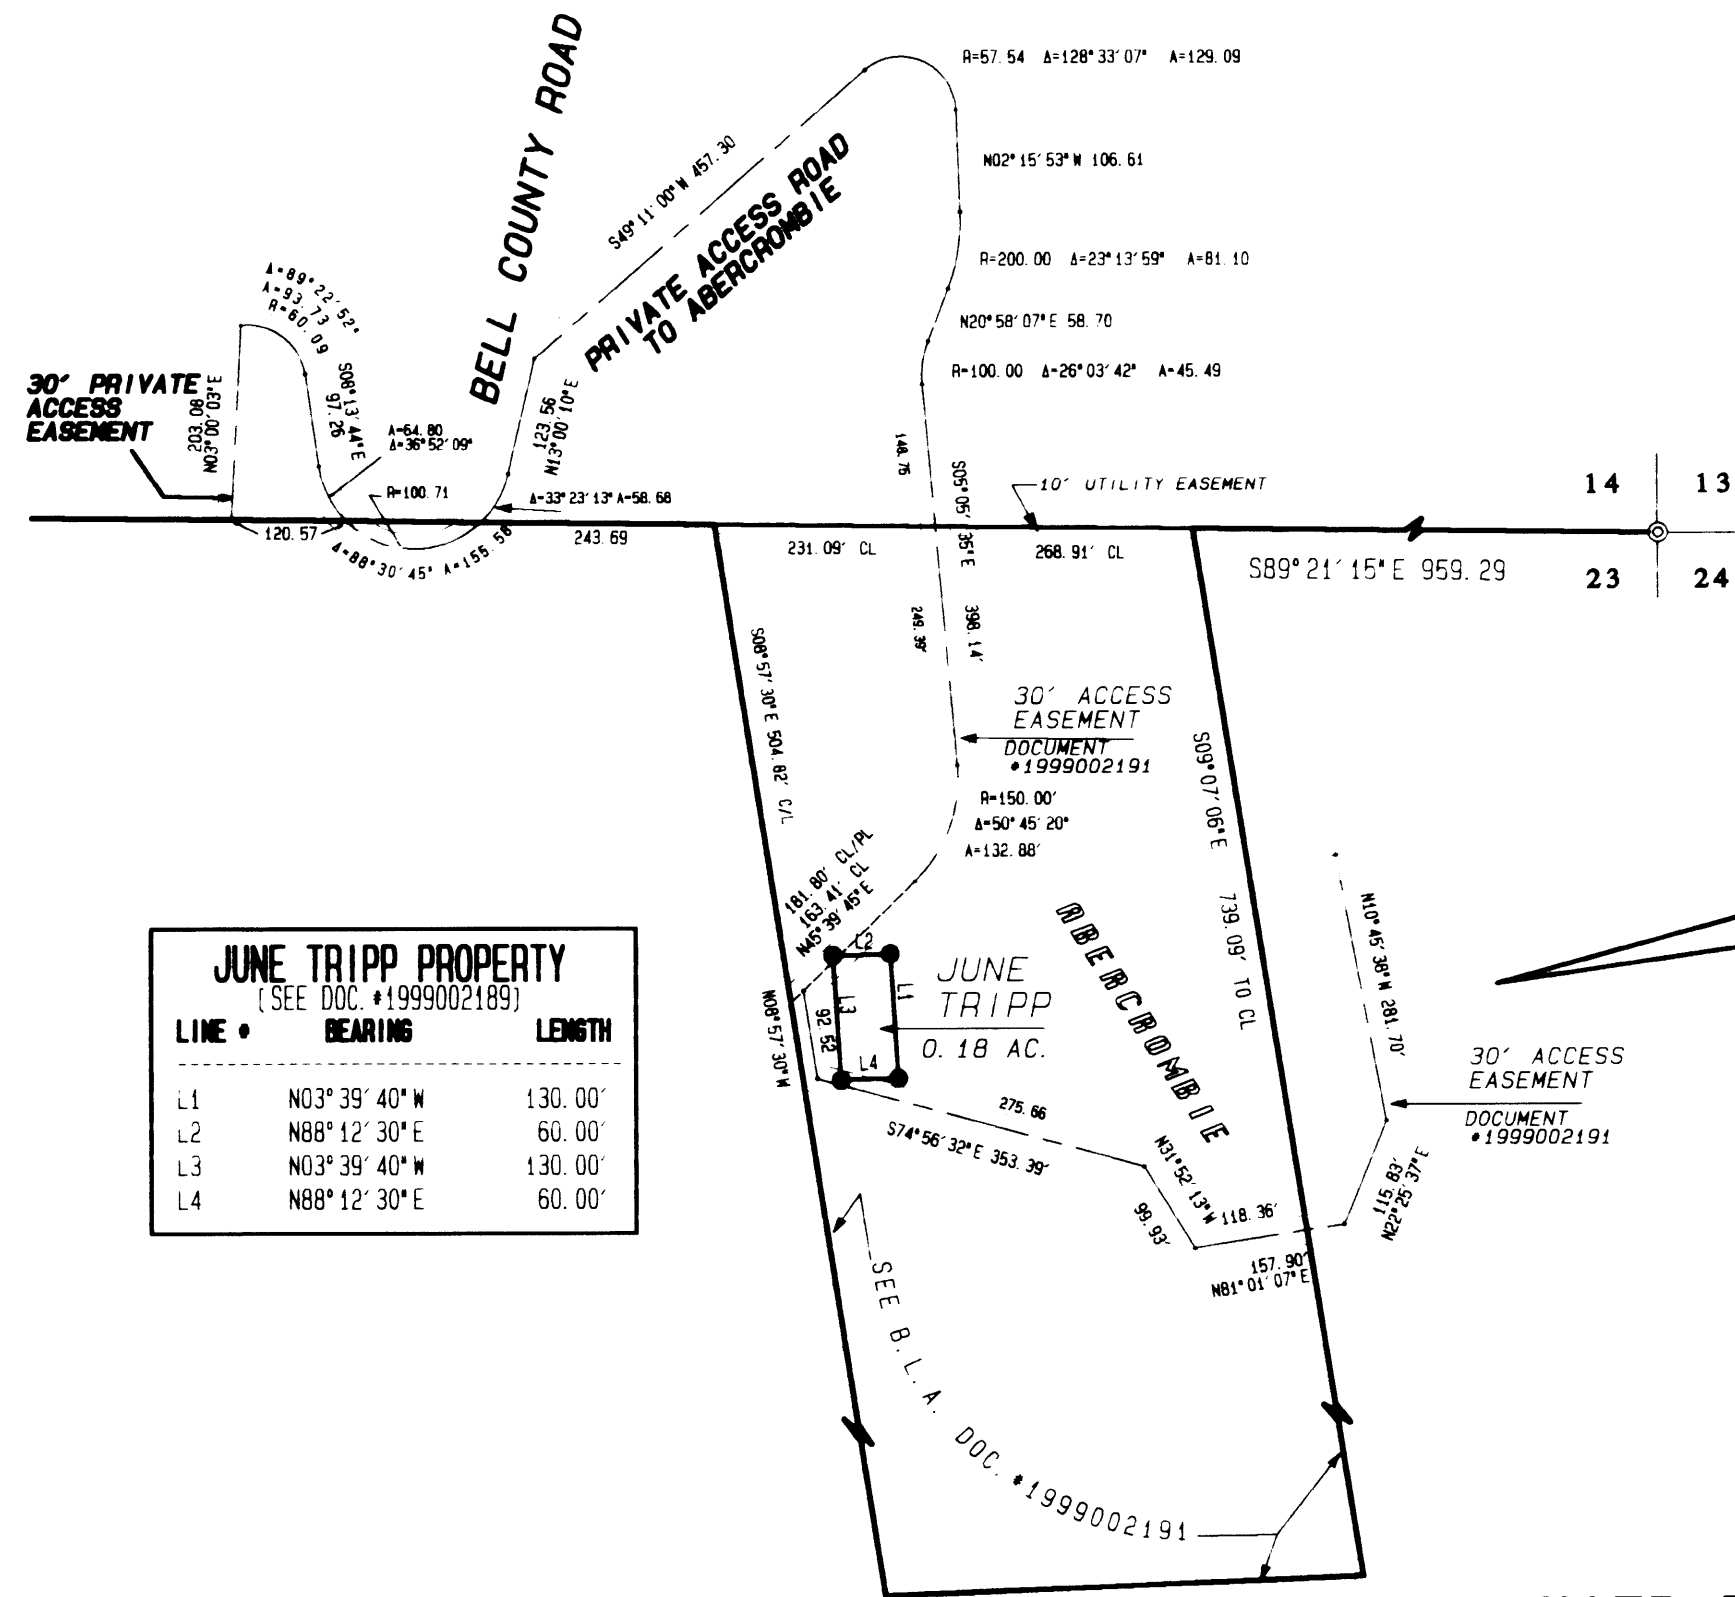 BELL COUNTY ROAD
R=57.54 Δ=128°33'07" A=129.09
S49°11'00"W 457.30
N02°15'53"W 106.61
PRIVATE ACCESS ROAD
TO ABERCROMBIE
R=200.00 Δ=23°13'59" A=81.10
N20°58'07"E 58.70
R=100.00 Δ=26°03'42" A=45.49
Δ=89°22'52"
A=93.73
R=60.09
30' PRIVATE
ACCESS
EASEMENT
203.08
N03°00'03"E
S08°13'44"E
97.26
A=64.80
Δ=36°52'09"
R=100.71
123.56
N13°00'10"E
Δ=33°23'13" A=58.68
148.75
S05°05'35"E
398.14'
249.39'
10' UTILITY EASEMENT
14
13
120.57
Δ=88°30'45" A=155.58
243.69
231.09' CL
268.91' CL
S89°21'15"E 959.29
23
24
S08°57'30"E 504.82' C/L
30' ACCESS
EASEMENT
DOCUMENT
#1999002191
R=150.00'
Δ=50°45'20"
A=132.88'
S09°07'06"E 739.09' TO CL
181.80' CL/PL
163.41' CL
N45°39'45"E
L2
L1
L3
L4
92.52
N08°57'30"W
JUNE
TRIPP
0.18 AC.
ABERCROMBIE
N10°45'38"W 281.70'
30' ACCESS
EASEMENT
DOCUMENT
#1999002191
275.66
S74°56'32"E 353.39'
N31°52'13"W 118.36'
99.93'
157.90'
N81°01'07"E
115.83'
N22°25'37"E
JUNE TRIPP PROPERTY
(SEE DOC. #1999002189)
LINE # BEARING LENGTH
L1 N03°39'40"W 130.00'
L2 N88°12'30"E 60.00'
L3 N03°39'40"W 130.00'
L4 N88°12'30"E 60.00'
SEE B.L.A. DOC. #1999002191